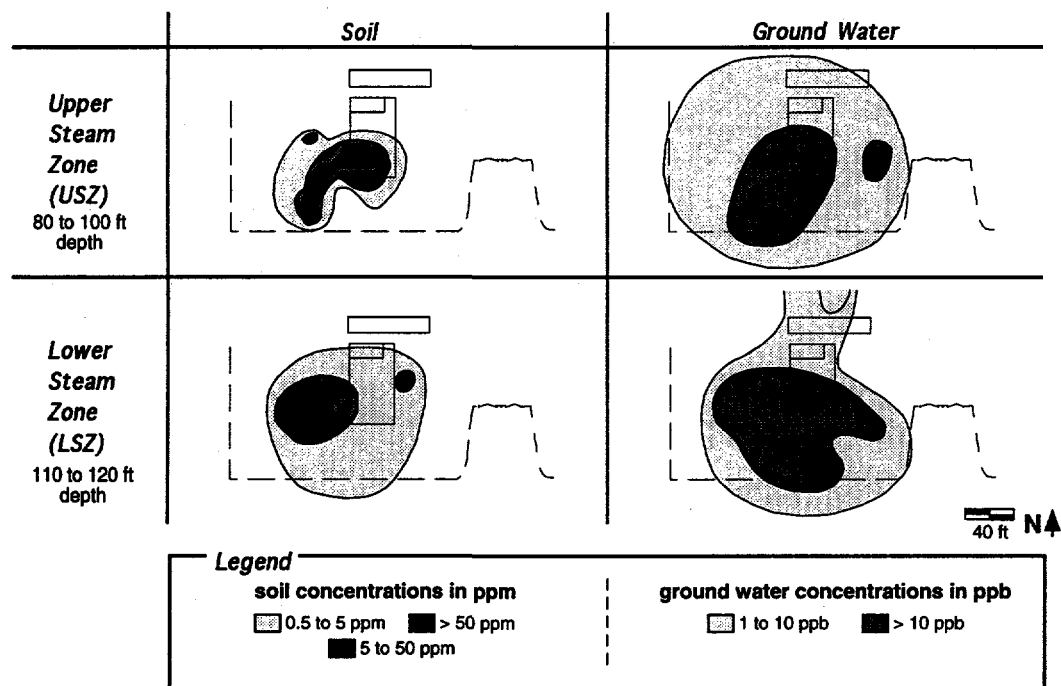 Soil
Ground Water
Upper
Steam
Zone
(USZ)
80 to 100 ft
depth
Lower
Steam
Zone
(LSZ)
110 to 120 ft
depth
40 ft
N
Legend
soil concentrations in ppm
0.5 to 5 ppm > 50 ppm
5 to 50 ppm
ground water concentrations in ppb
1 to 10 ppb > 10 ppb